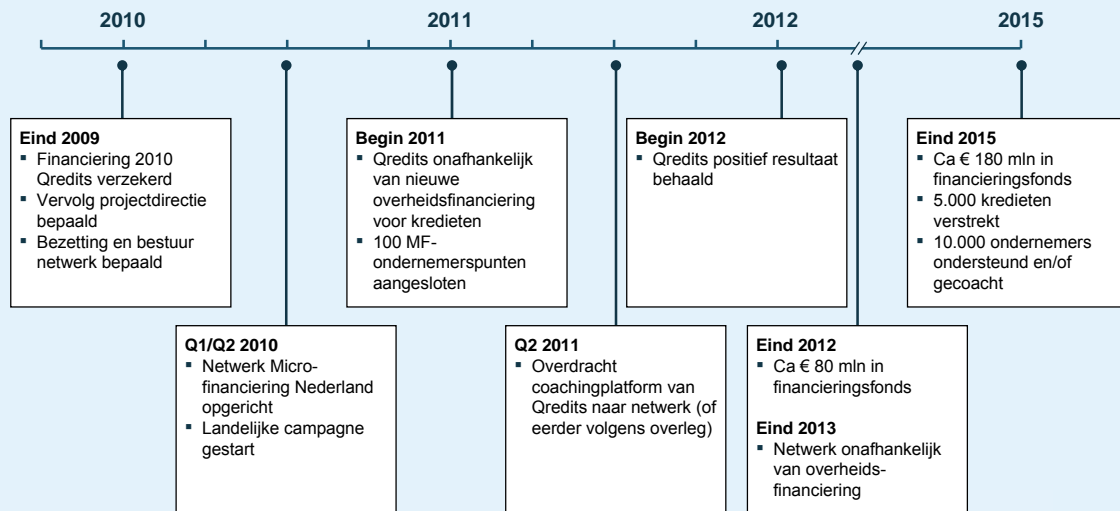 2010
2011
2012
2015
Eind 2009
▪ Financiering 2010
Qredits verzekerd
▪ Vervolg projectdirectie
bepaald
▪ Bezetting en bestuur
netwerk bepaald
Begin 2011
▪ Qredits onafhankelijk
van nieuwe
overheidsfinanciering
voor kredieten
▪ 100 MF-
ondernemerspunten
aangesloten
Begin 2012
▪ Qredits positief resultaat
behaald
Eind 2015
▪ Ca € 180 mln in
financieringsfonds
▪ 5.000 kredieten
verstrekt
▪ 10.000 ondernemers
ondersteund en/of
gecoacht
Q1/Q2 2010
▪ Netwerk Micro-
financiering Nederland
opgericht
▪ Landelijke campagne
gestart
Q2 2011
▪ Overdracht
coachingplatform van
Qredits naar netwerk (of
eerder volgens overleg)
Eind 2012
▪ Ca € 80 mln in
financieringsfonds
Eind 2013
▪ Netwerk onafhankelijk
van overheids-
financiering